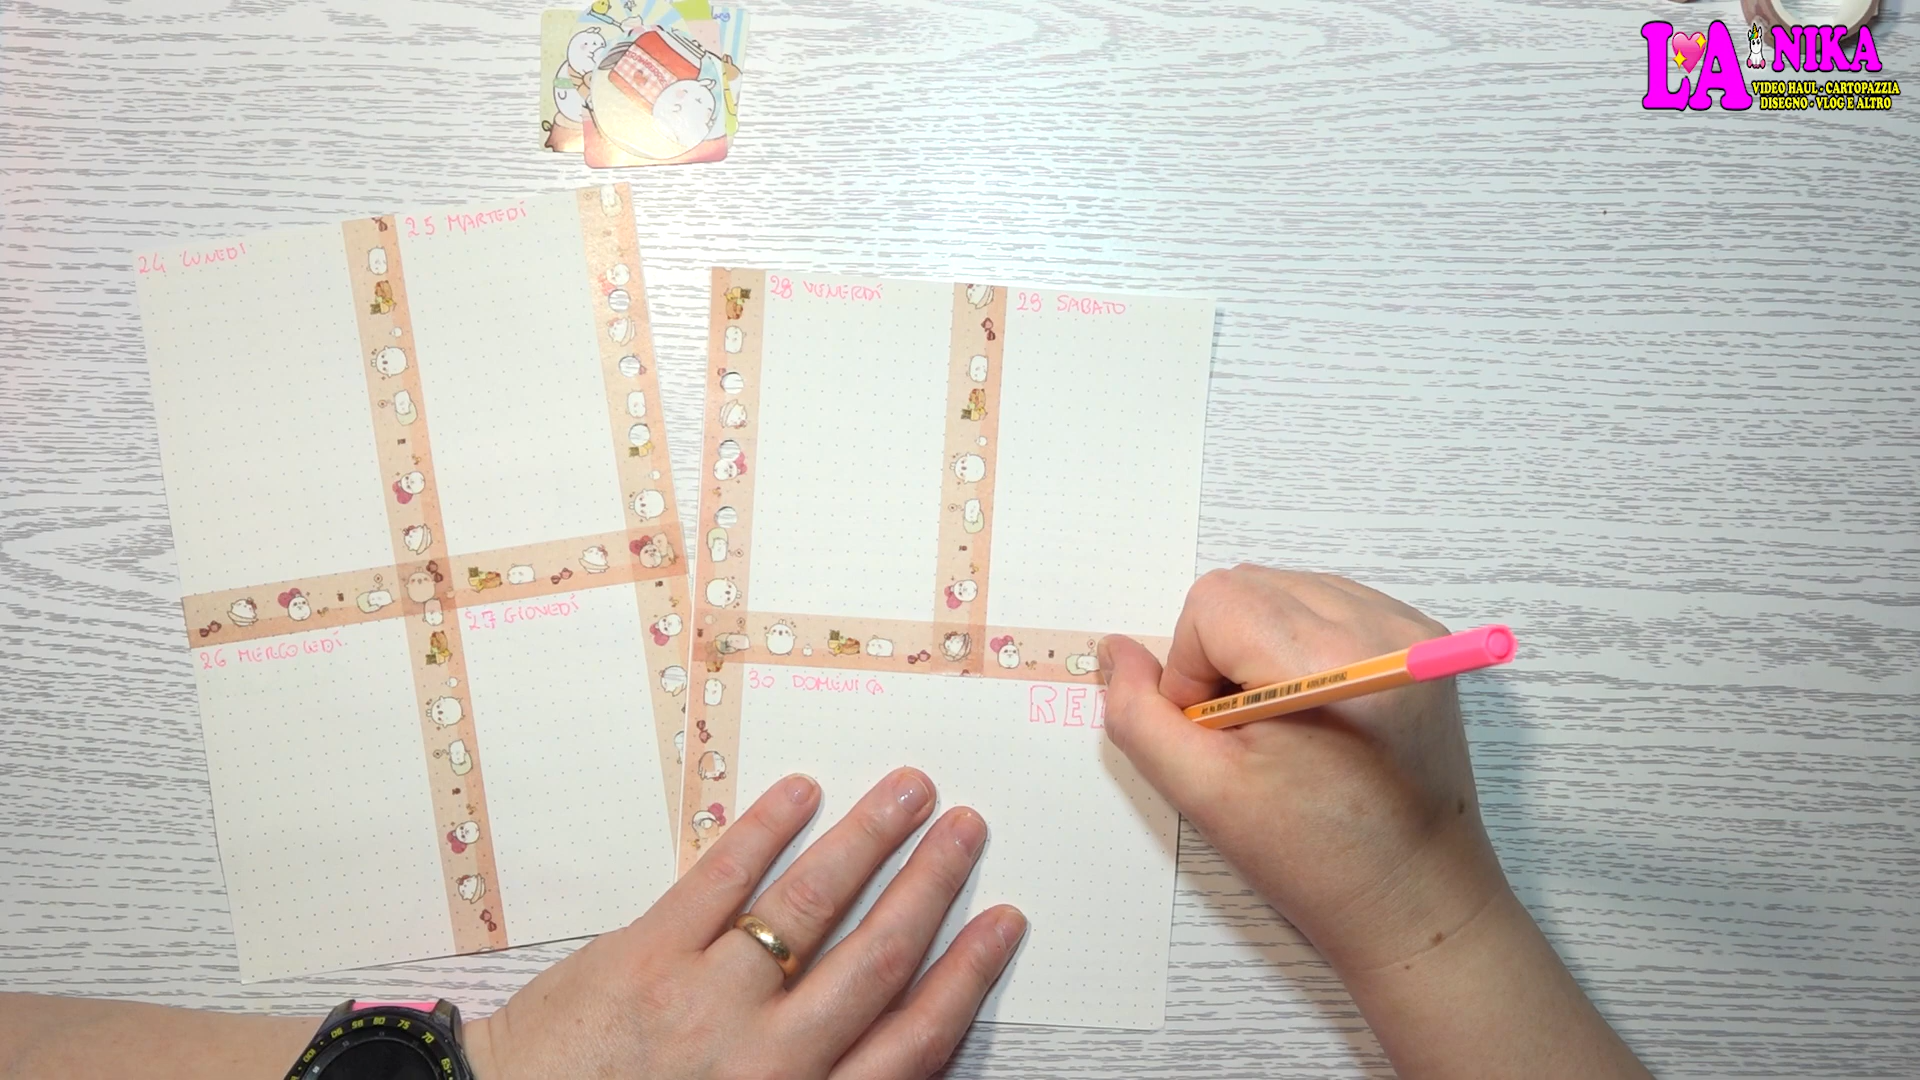 LA NIKA
VIDEO HAUL - CARTOPAZZIA
DISEGNO - VLOG E ALTRO
24 LUNEDÌ
25 MARTEDÌ
26 MERCOLEDÌ
27 GIOVEDÌ
28 VENERDÌ
29 SABATO
30 DOMENICA
RE